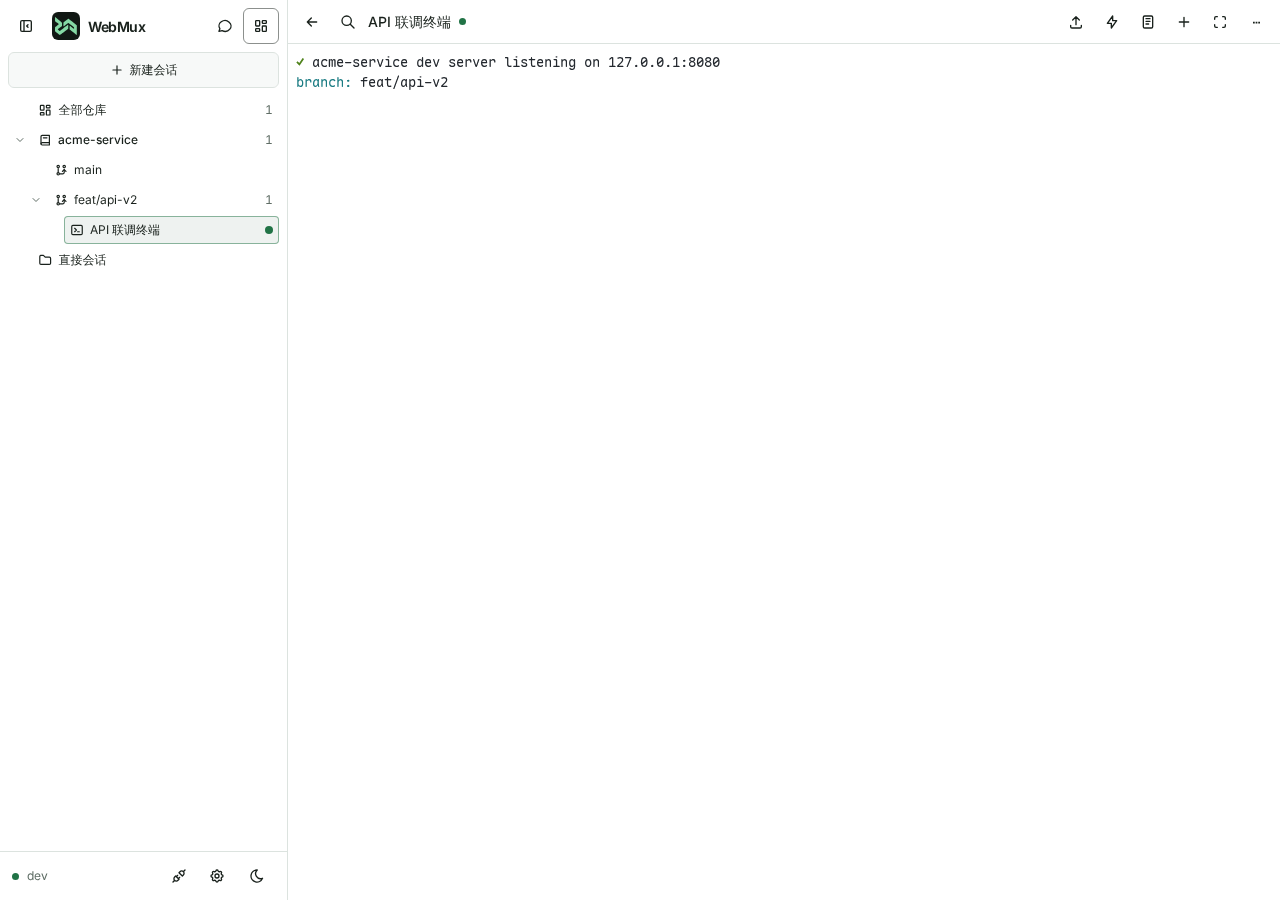 WebMux
新建会话
全部仓库 1
acme-service 1
main
feat/api-v2 1
API 联调终端
直接会话
dev
API 联调终端
✓ acme-service dev server listening on 127.0.0.1:8080
branch: feat/api-v2